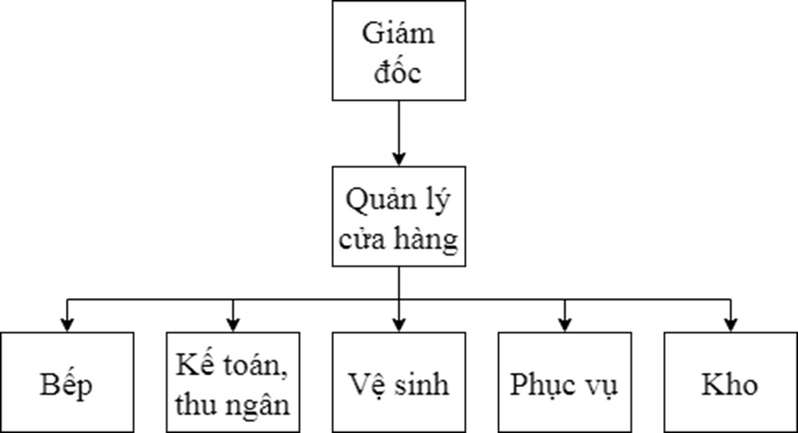 Giám
đốc
Quản lý
cửa hàng
Bếp
Kế toán,
thu ngân
Vệ sinh
Phục vụ
Kho